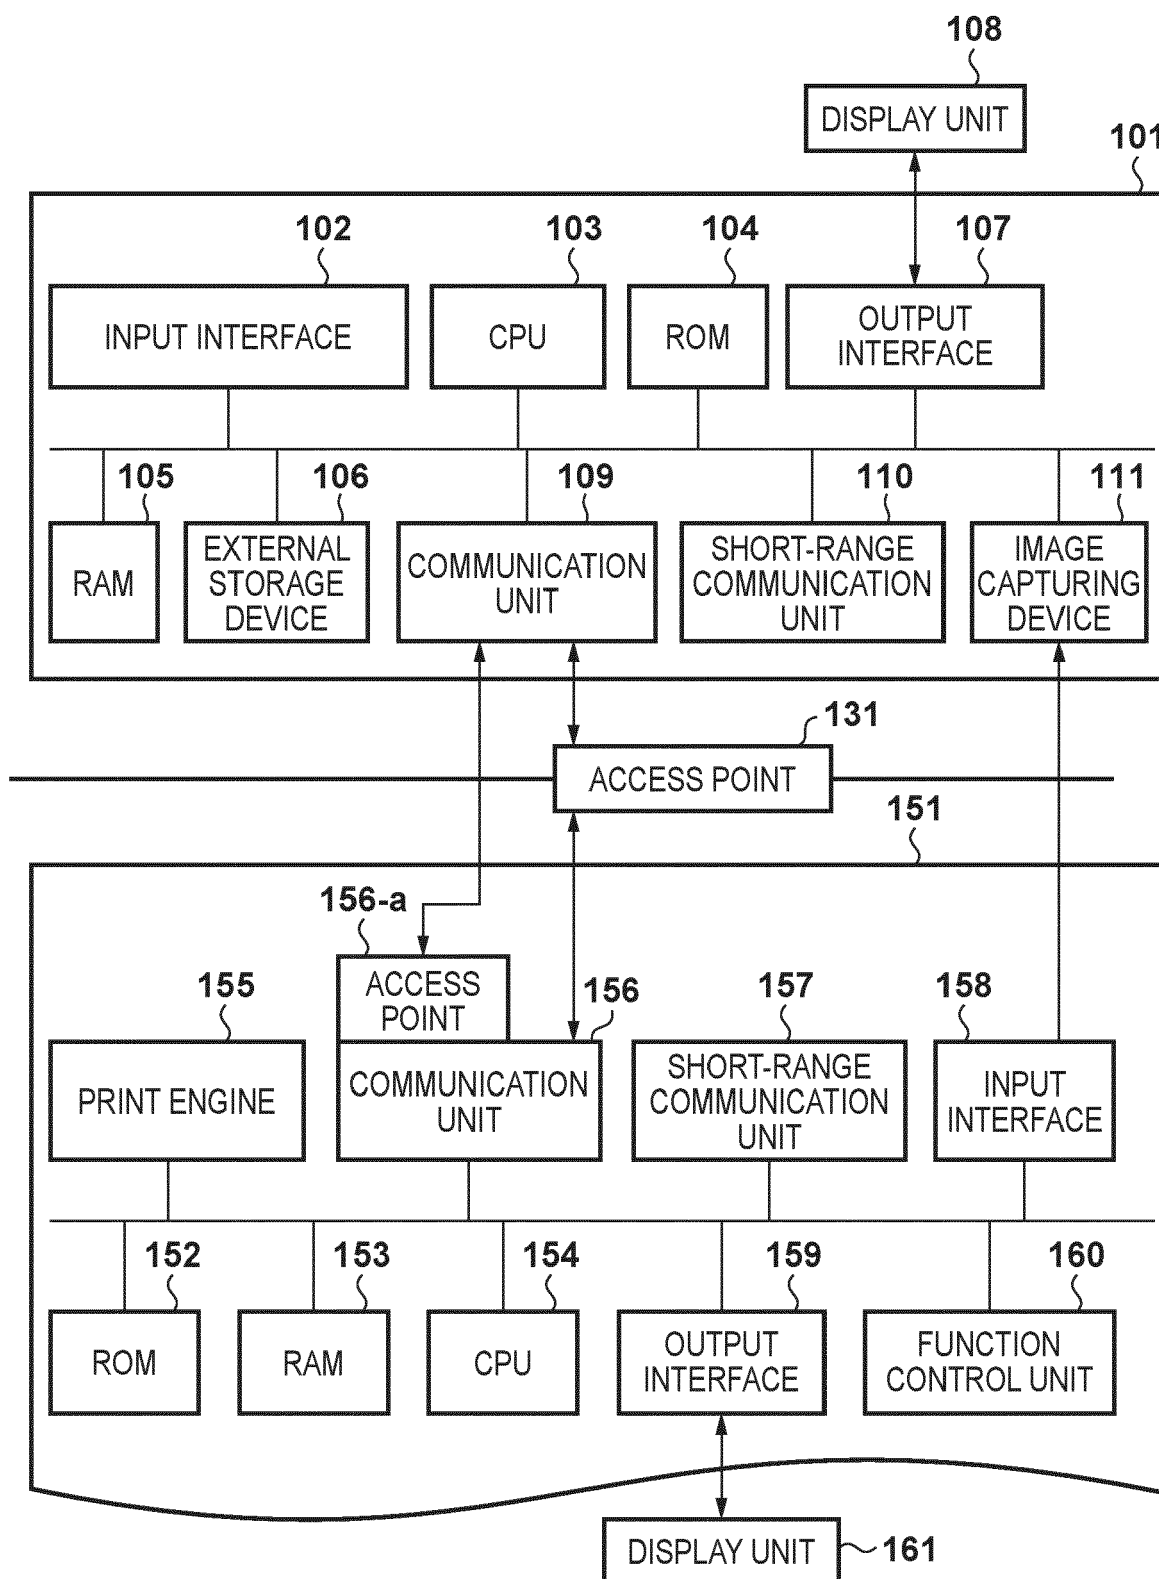 108
DISPLAY UNIT
101
102
103
104
107
INPUT INTERFACE
CPU
ROM
OUTPUT
INTERFACE
105
106
109
110
111
RAM
EXTERNAL
STORAGE
DEVICE
COMMUNICATION
UNIT
SHORT-RANGE
COMMUNICATION
UNIT
IMAGE
CAPTURING
DEVICE
131
ACCESS POINT
151
156-a
ACCESS
POINT
155
156
157
158
PRINT ENGINE
COMMUNICATION
UNIT
SHORT-RANGE
COMMUNICATION
UNIT
INPUT
INTERFACE
152
153
154
159
160
ROM
RAM
CPU
OUTPUT
INTERFACE
FUNCTION
CONTROL UNIT
DISPLAY UNIT
161